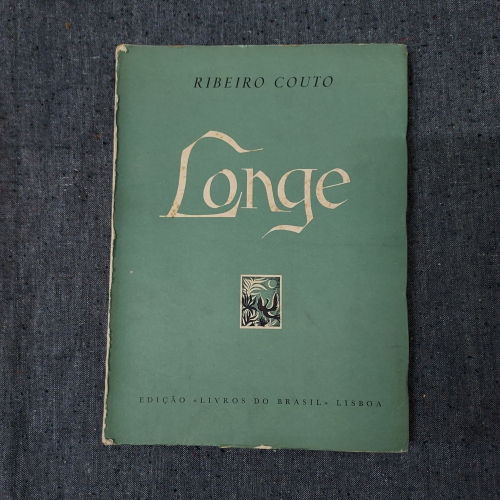 RIBEIRO COUTO
Longe
EDIÇÃO «LIVROS DO BRASIL» LISBOA